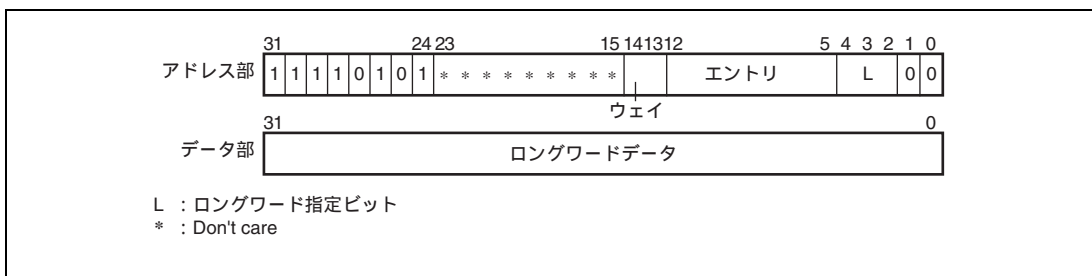 31 24 23 15 14 13 12 5 4 3 2 1 0
アドレス部 1 1 1 1 0 1 0 1 * * * * * * * * * エントリ L 0 0
ウェイ
31 0
データ部 ロングワードデータ
L : ロングワード指定ビット
* : Don't care